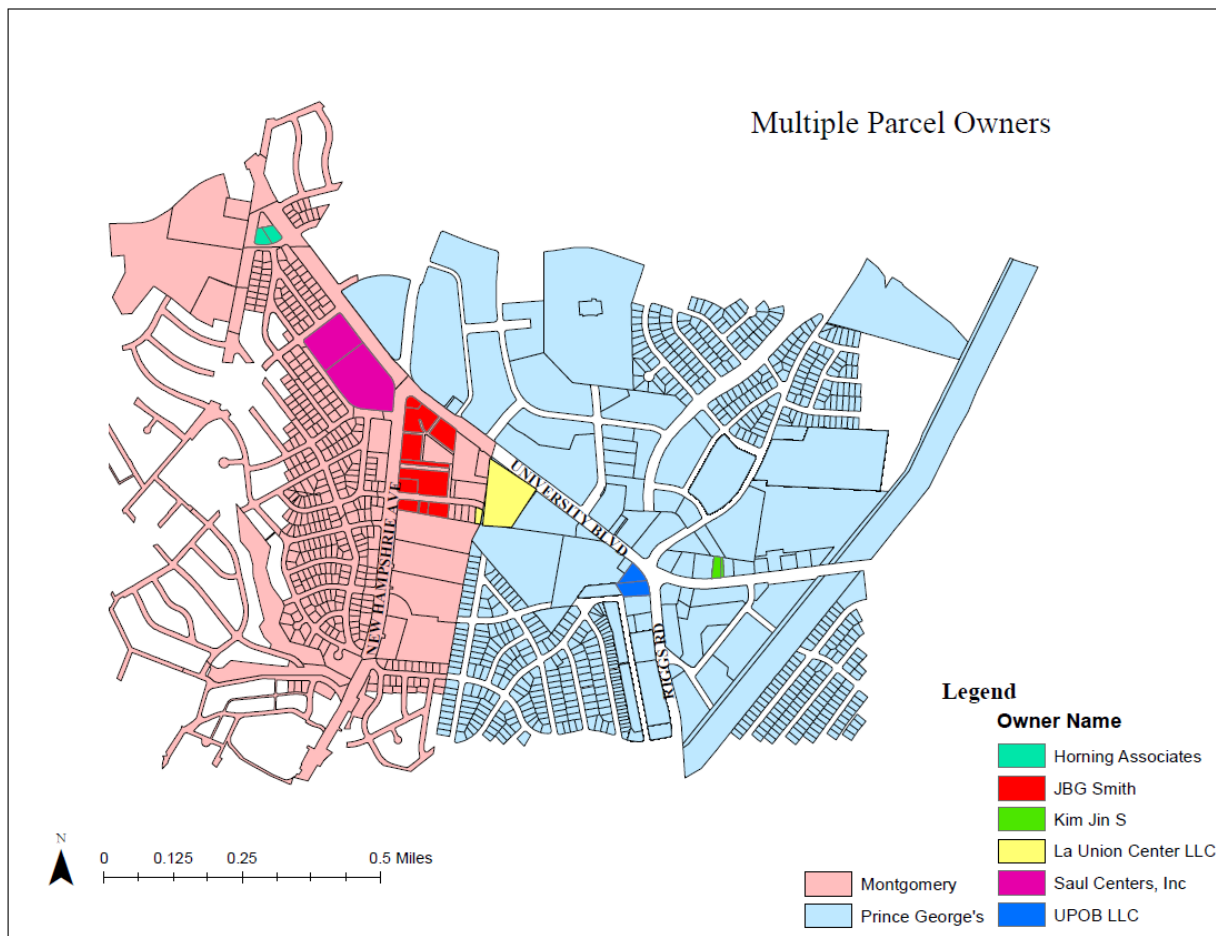 Multiple Parcel Owners
UNIVERSITY BLVD
NEW HAMPSHRIE AVE
RIGGS RD
Legend
Owner Name
Horning Associates
JBG Smith
Kim Jin S
La Union Center LLC
Saul Centers, Inc
UPOB LLC
Montgomery
Prince George's
N
0 0.125 0.25 0.5 Miles